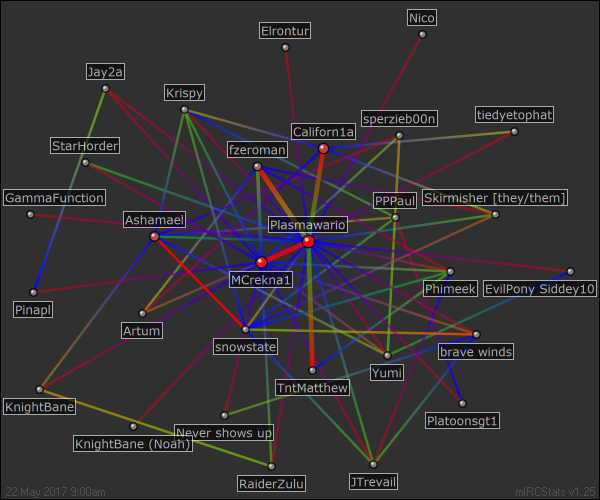 Nico
Elrontur
Jay2a
Krispy
sperzieb00n
tiedyetophat
Californ1a
StarHorder
fzeroman
GammaFunction
PPPaul
Skirmisher [they/them]
Ashamael
Plasmawario
MCrekna1
Phimeek
EvilPony Siddey10
Pinapl
Artum
snowstate
brave winds
Yumi
TntMatthew
KnightBane
Platoonsgt1
Never shows up
KnightBane (Noah)
RaiderZulu
JTrevail
22 May 2017 9:00am
mIRCStats v1.25